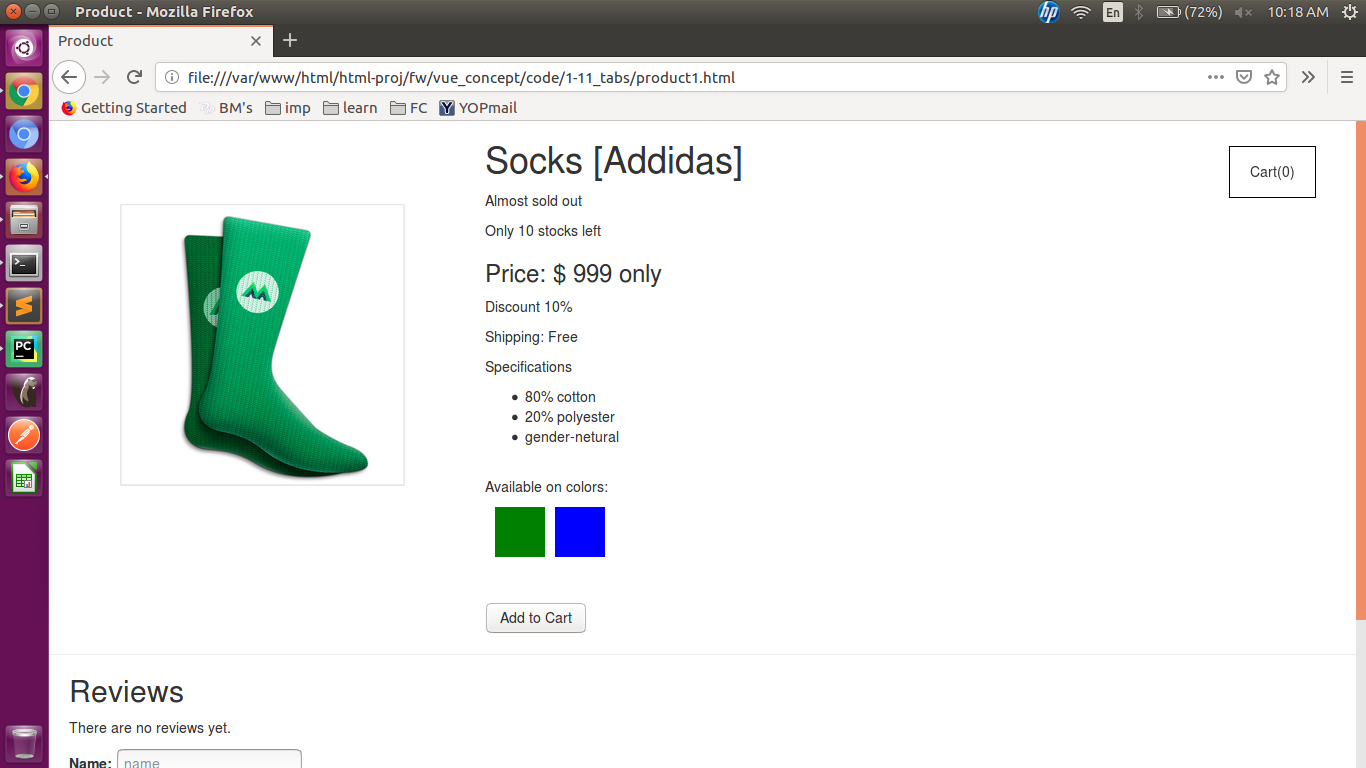 Product - Mozilla Firefox
En
(72%)
10:18 AM
Product
file:///var/www/html/html-proj/fw/vue_concept/code/1-11_tabs/product1.html
Getting Started
BM's
imp
learn
FC
YOPmail
Socks [Addidas]
Cart(0)
Almost sold out
Only 10 stocks left
Price: $ 999 only
Discount 10%
Shipping: Free
Specifications
80% cotton
20% polyester
gender-netural
Available on colors:
Add to Cart
Reviews
There are no reviews yet.
Name: name
hp
PC
Y